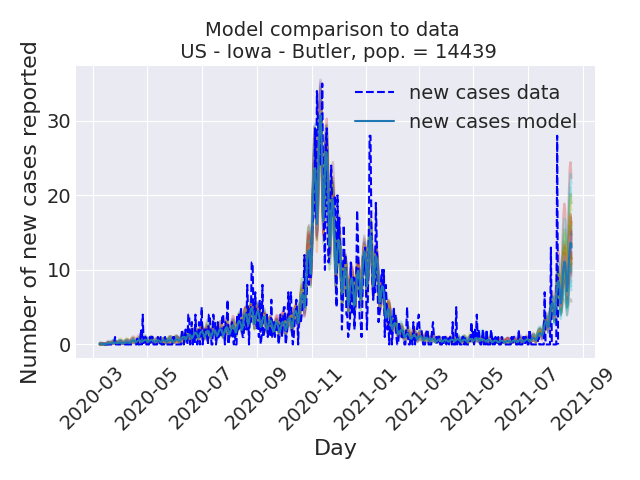 Model comparison to data
US - Iowa - Butler, pop. = 14439
Number of new cases reported
30
20
10
0
new cases data
new cases model
2020-03
2020-05
2020-07
2020-09
2020-11
2021-01
2021-03
2021-05
2021-07
2021-09
Day